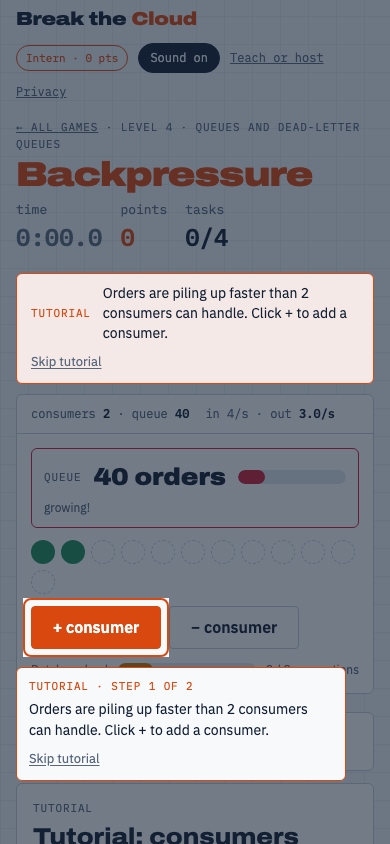 Break the Cloud
Intern · 0 pts
Sound on
Teach or host
Privacy
← ALL GAMES · LEVEL 4 · QUEUES AND DEAD-LETTER
QUEUES
Backpressure
time points tasks
0:00.0 0 0/4
TUTORIAL
Orders are piling up faster than 2
consumers can handle. Click + to add a
consumer.
Skip tutorial
consumers 2 · queue 40 in 4/s · out 3.0/s
QUEUE 40 orders
growing!
+ consumer
− consumer
TUTORIAL · STEP 1 OF 2
Orders are piling up faster than 2 consumers
can handle. Click + to add a consumer.
Skip tutorial
TUTORIAL
Tutorial: consumers